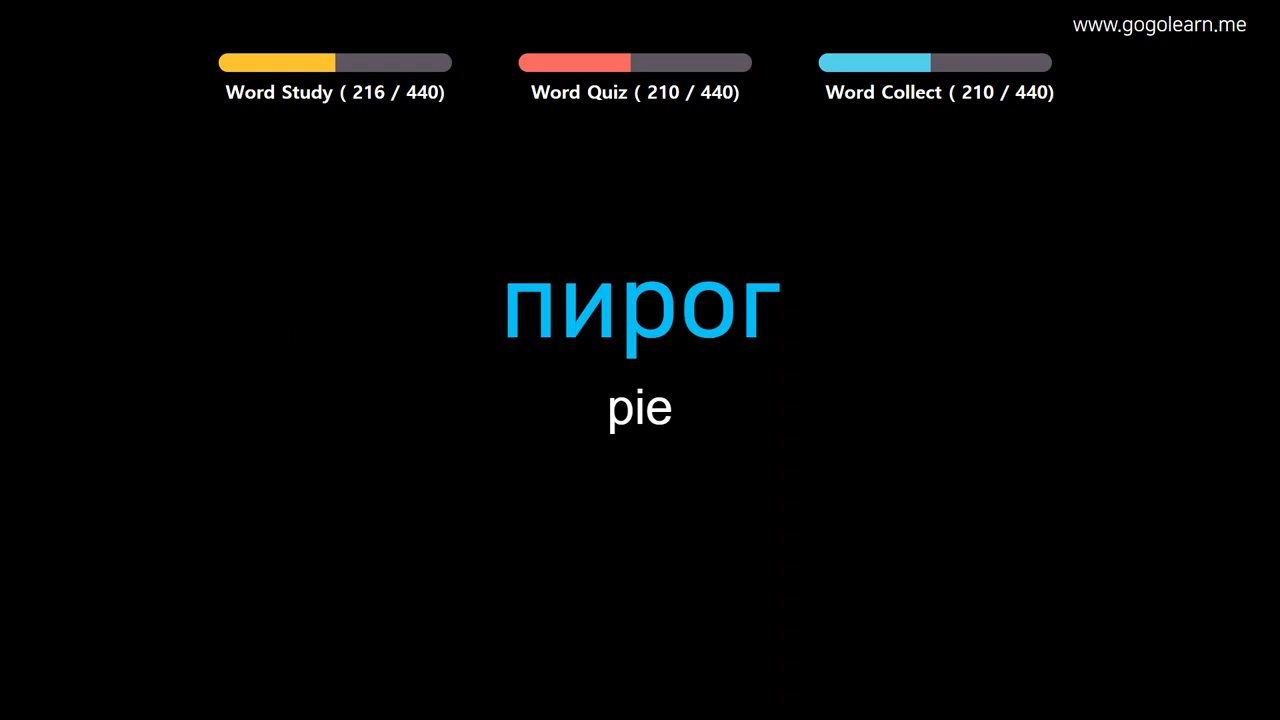 www.gogolearn.me
Word Study ( 216 / 440)
Word Quiz ( 210 / 440)
Word Collect ( 210 / 440)
пирог
pie